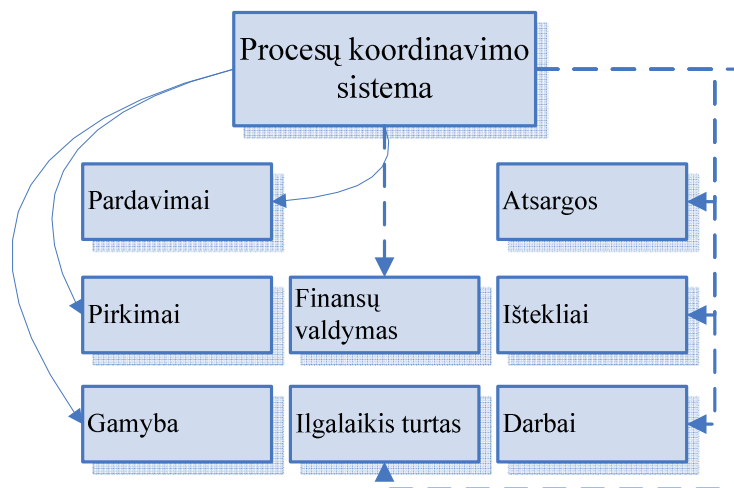 Procesų koordinavimo
sistema
Pardavimai
Atsargos
Pirkimai
Finansų
valdymas
Ištekliai
Gamyba
Ilgalaikis turtas
Darbai